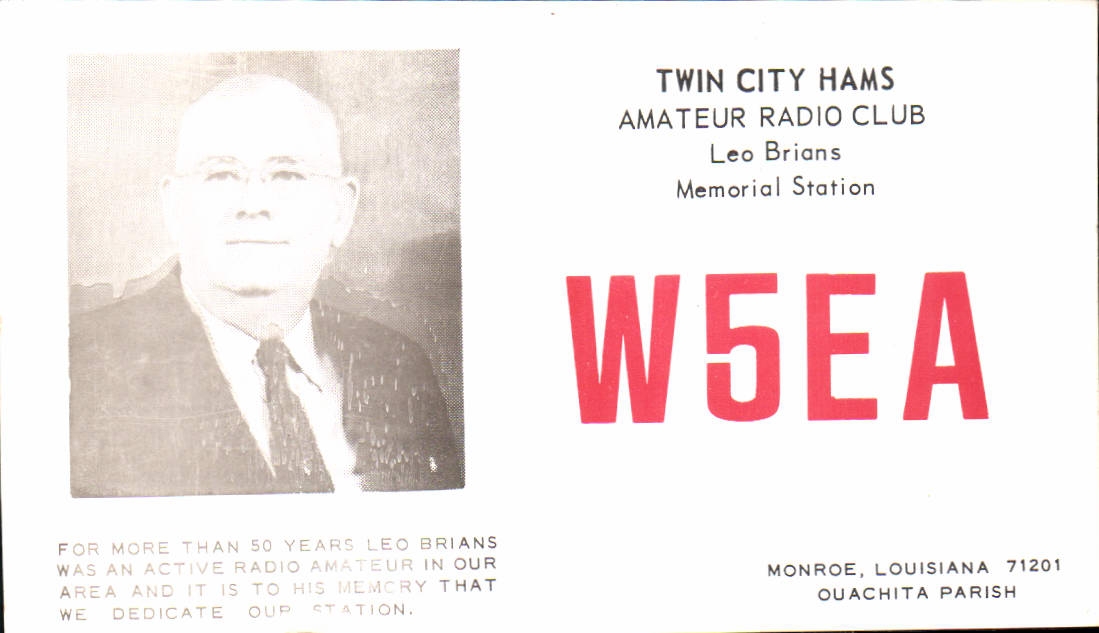 TWIN CITY HAMS
AMATEUR RADIO CLUB
Leo Brians
Memorial Station
W5EA
FOR MORE THAN 50 YEARS LEO BRIANS
WAS AN ACTIVE RADIO AMATEUR IN OUR
AREA AND IT IS TO HIS MEMORY THAT
WE DEDICATE OUR STATION.
MONROE, LOUISIANA 71201
OUACHITA PARISH